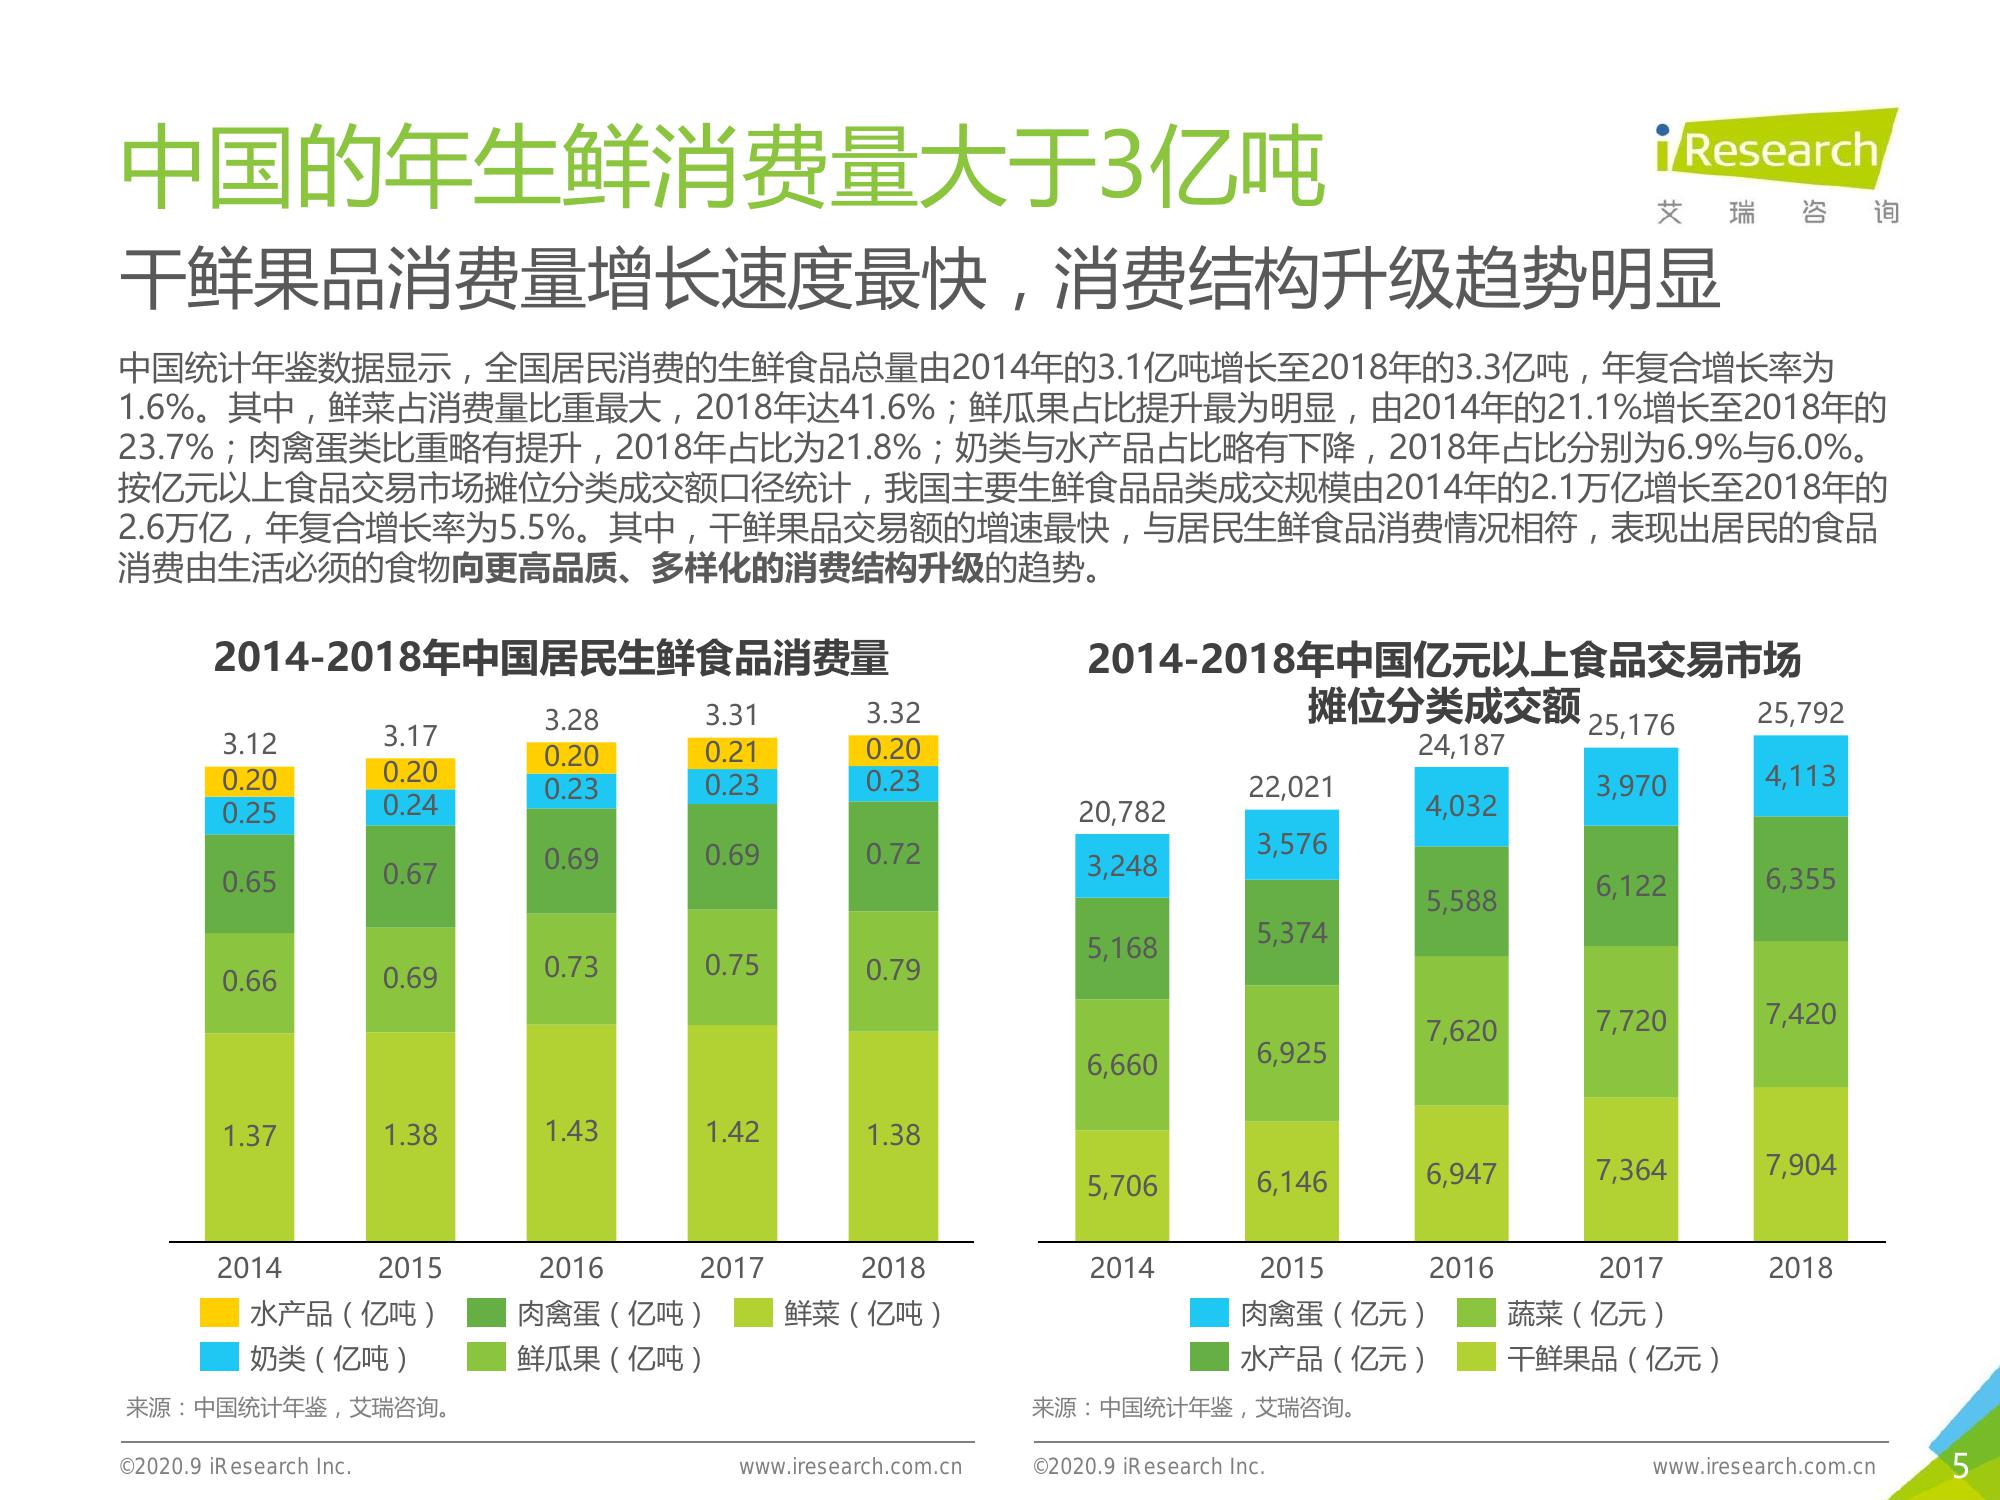 中国的年生鲜消费量大于3亿吨
iResearch
艾瑞咨询
干鲜果品消费量增长速度最快，消费结构升级趋势明显
中国统计年鉴数据显示，全国居民消费的生鲜食品总量由2014年的3.1亿吨增长至2018年的3.3亿吨，年复合增长率为
1.6%。其中，鲜菜占消费量比重最大，2018年达41.6%；鲜瓜果占比提升最为明显，由2014年的21.1%增长至2018年的
23.7%；肉禽蛋类比重略有提升，2018年占比为21.8%；奶类与水产品占比略有下降，2018年占比分别为6.9%与6.0%。
按亿元以上食品交易市场摊位分类成交额口径统计，我国主要生鲜食品品类成交规模由2014年的2.1万亿增长至2018年的
2.6万亿，年复合增长率为5.5%。其中，干鲜果品交易额的增速最快，与居民生鲜食品消费情况相符，表现出居民的食品
消费由生活必须的食物向更高品质、多样化的消费结构升级的趋势。
2014-2018年中国居民生鲜食品消费量
3.12 3.17 3.28 3.31 3.32
0.20 0.20 0.20 0.21 0.20
0.25 0.24 0.23 0.23 0.23
0.65 0.67 0.69 0.69 0.72
0.66 0.69 0.73 0.75 0.79
1.37 1.38 1.43 1.42 1.38
2014 2015 2016 2017 2018
水产品（亿吨） 肉禽蛋（亿吨） 鲜菜（亿吨）
奶类（亿吨） 鲜瓜果（亿吨）
来源：中国统计年鉴，艾瑞咨询。
©2020.9 iResearch Inc. www.iresearch.com.cn
2014-2018年中国亿元以上食品交易市场
摊位分类成交额
20,782 22,021 24,187 25,176 25,792
3,248 3,576 4,032 3,970 4,113
5,168 5,374 5,588 6,122 6,355
6,660 6,925 7,620 7,720 7,420
5,706 6,146 6,947 7,364 7,904
2014 2015 2016 2017 2018
肉禽蛋（亿元） 蔬菜（亿元）
水产品（亿元） 干鲜果品（亿元）
来源：中国统计年鉴，艾瑞咨询。
©2020.9 iResearch Inc. www.iresearch.com.cn
5